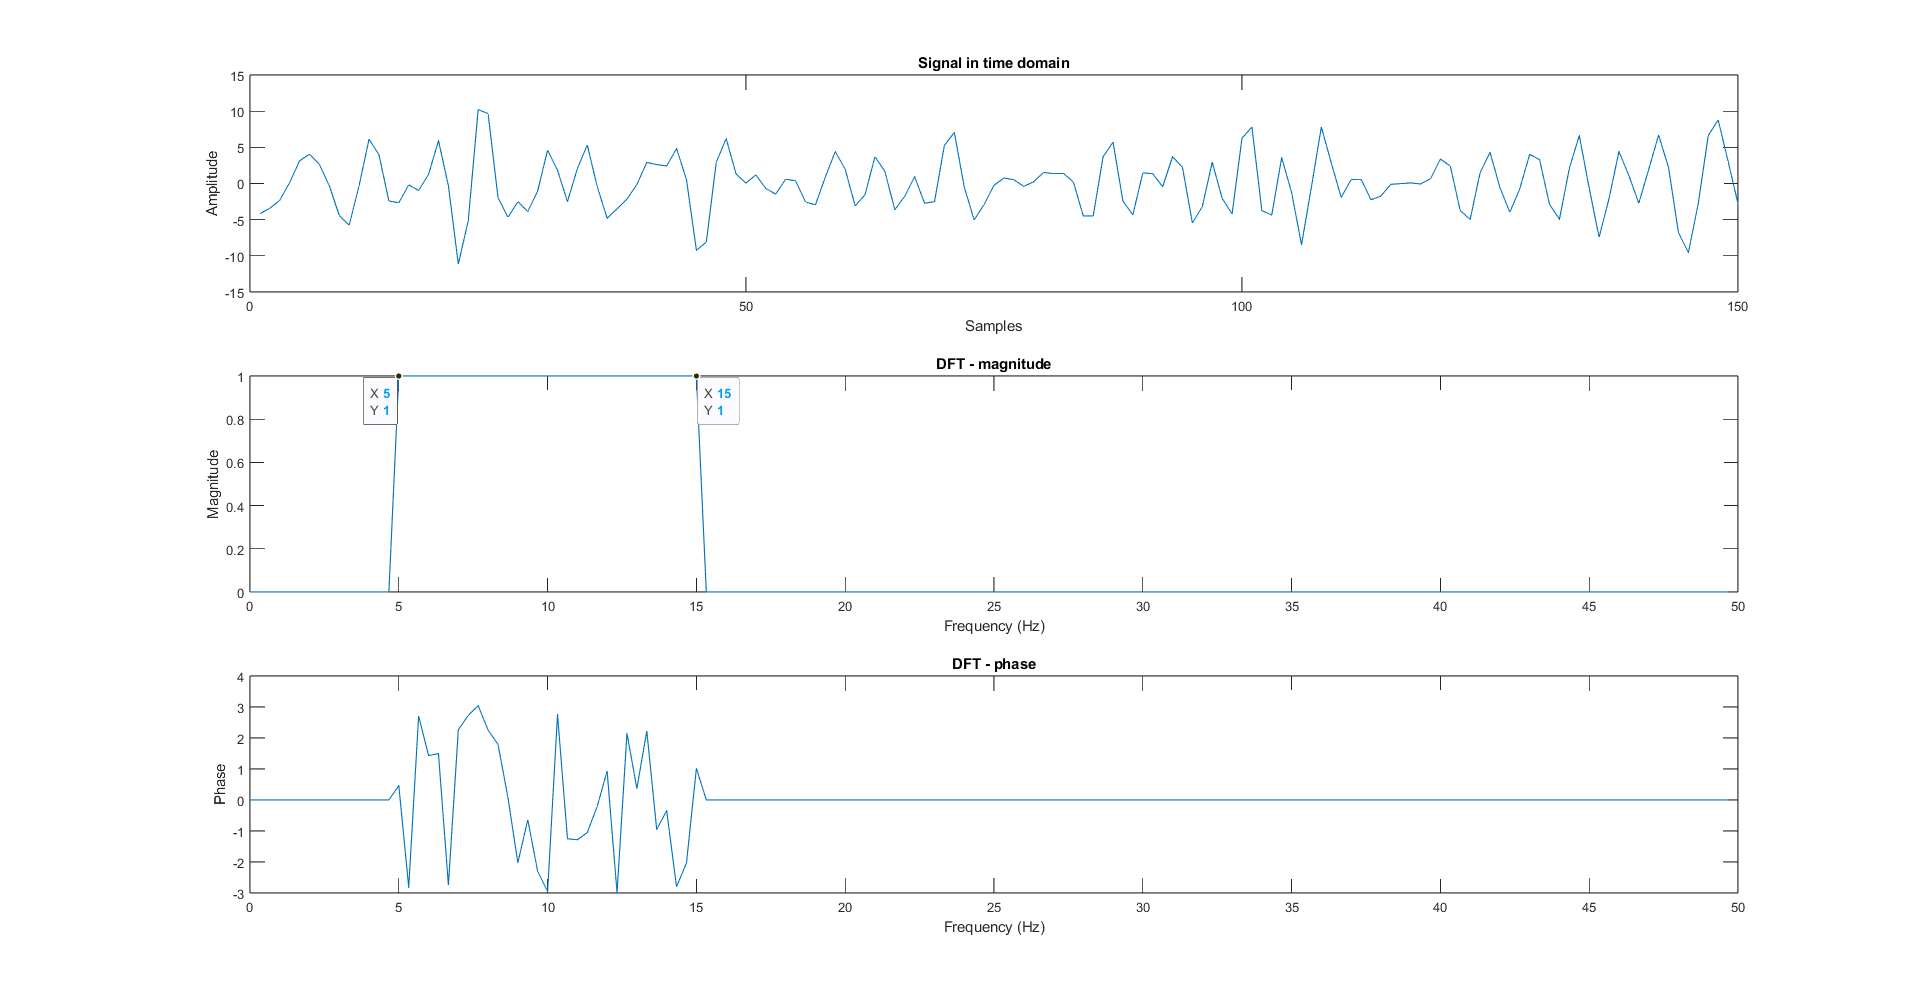 Signal in time domain
15
10
5
0
-5
-10
-15
Amplitude
0 50 100 150
Samples
DFT - magnitude
1
0.8
0.6
0.4
0.2
0
Magnitude
X 5
Y 1
X 15
Y 1
0 5 10 15 20 25 30 35 40 45 50
Frequency (Hz)
DFT - phase
4
3
2
1
0
-1
-2
-3
Phase
0 5 10 15 20 25 30 35 40 45 50
Frequency (Hz)